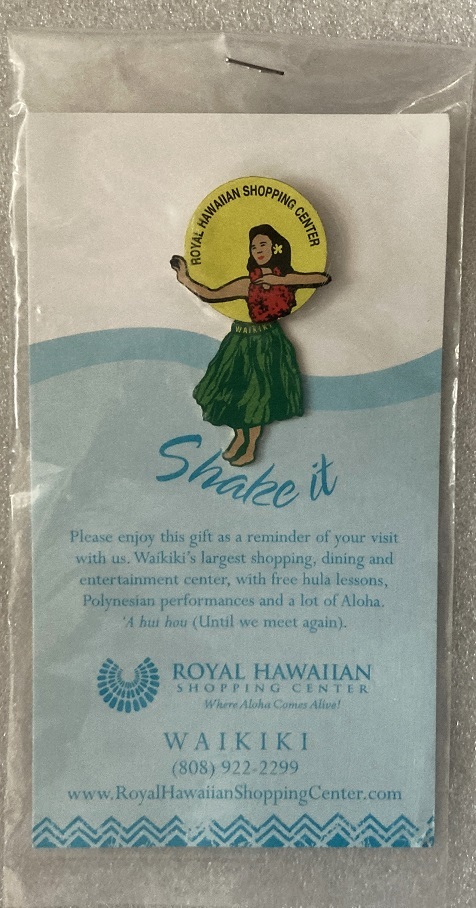 ROYAL HAWAIIAN SHOPPING CENTER
WAIKIKI
Shake it
Please enjoy this gift as a reminder of your visit
with us. Waikiki's largest shopping, dining and
entertainment center, with free hula lessons,
Polynesian performances and a lot of Aloha.
'A hui hou (Until we meet again).
ROYAL HAWAIIAN
SHOPPING CENTER
Where Aloha Comes Alive!
WAIKIKI
(808) 922-2299
www.RoyalHawaiianShoppingCenter.com